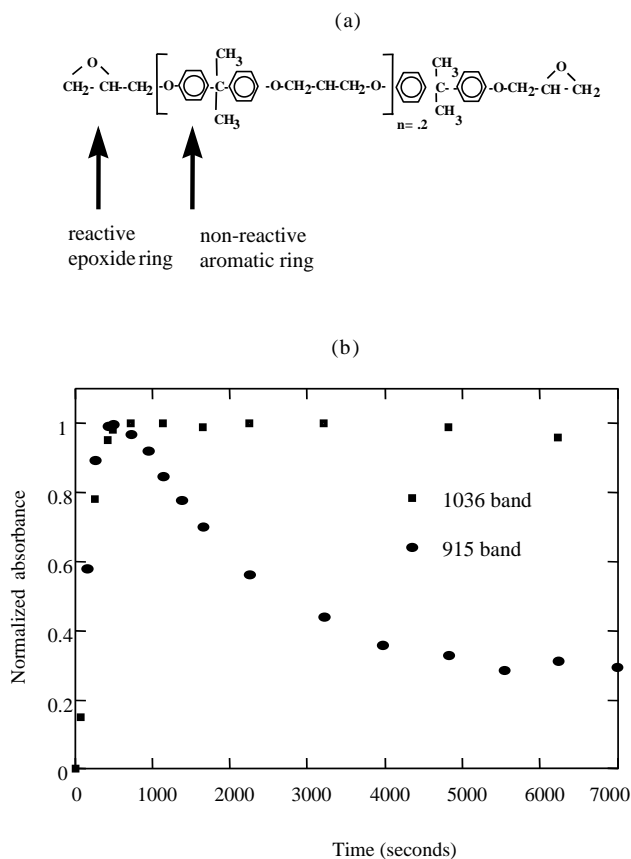 (a)
O
CH2- CH--CH2
-O-
CH3
-C-
CH3
-OCH2-CH-CH2-O-
n= .2
CH3
C-
CH3
-O-CH2-CH - CH2
O
reactive
epoxide ring
non-reactive
aromatic ring
(b)
1
0.8
0.6
0.4
0.2
0
Normalized absorbance
1036 band
915 band
0 1000 2000 3000 4000 5000 6000 7000
Time (seconds)